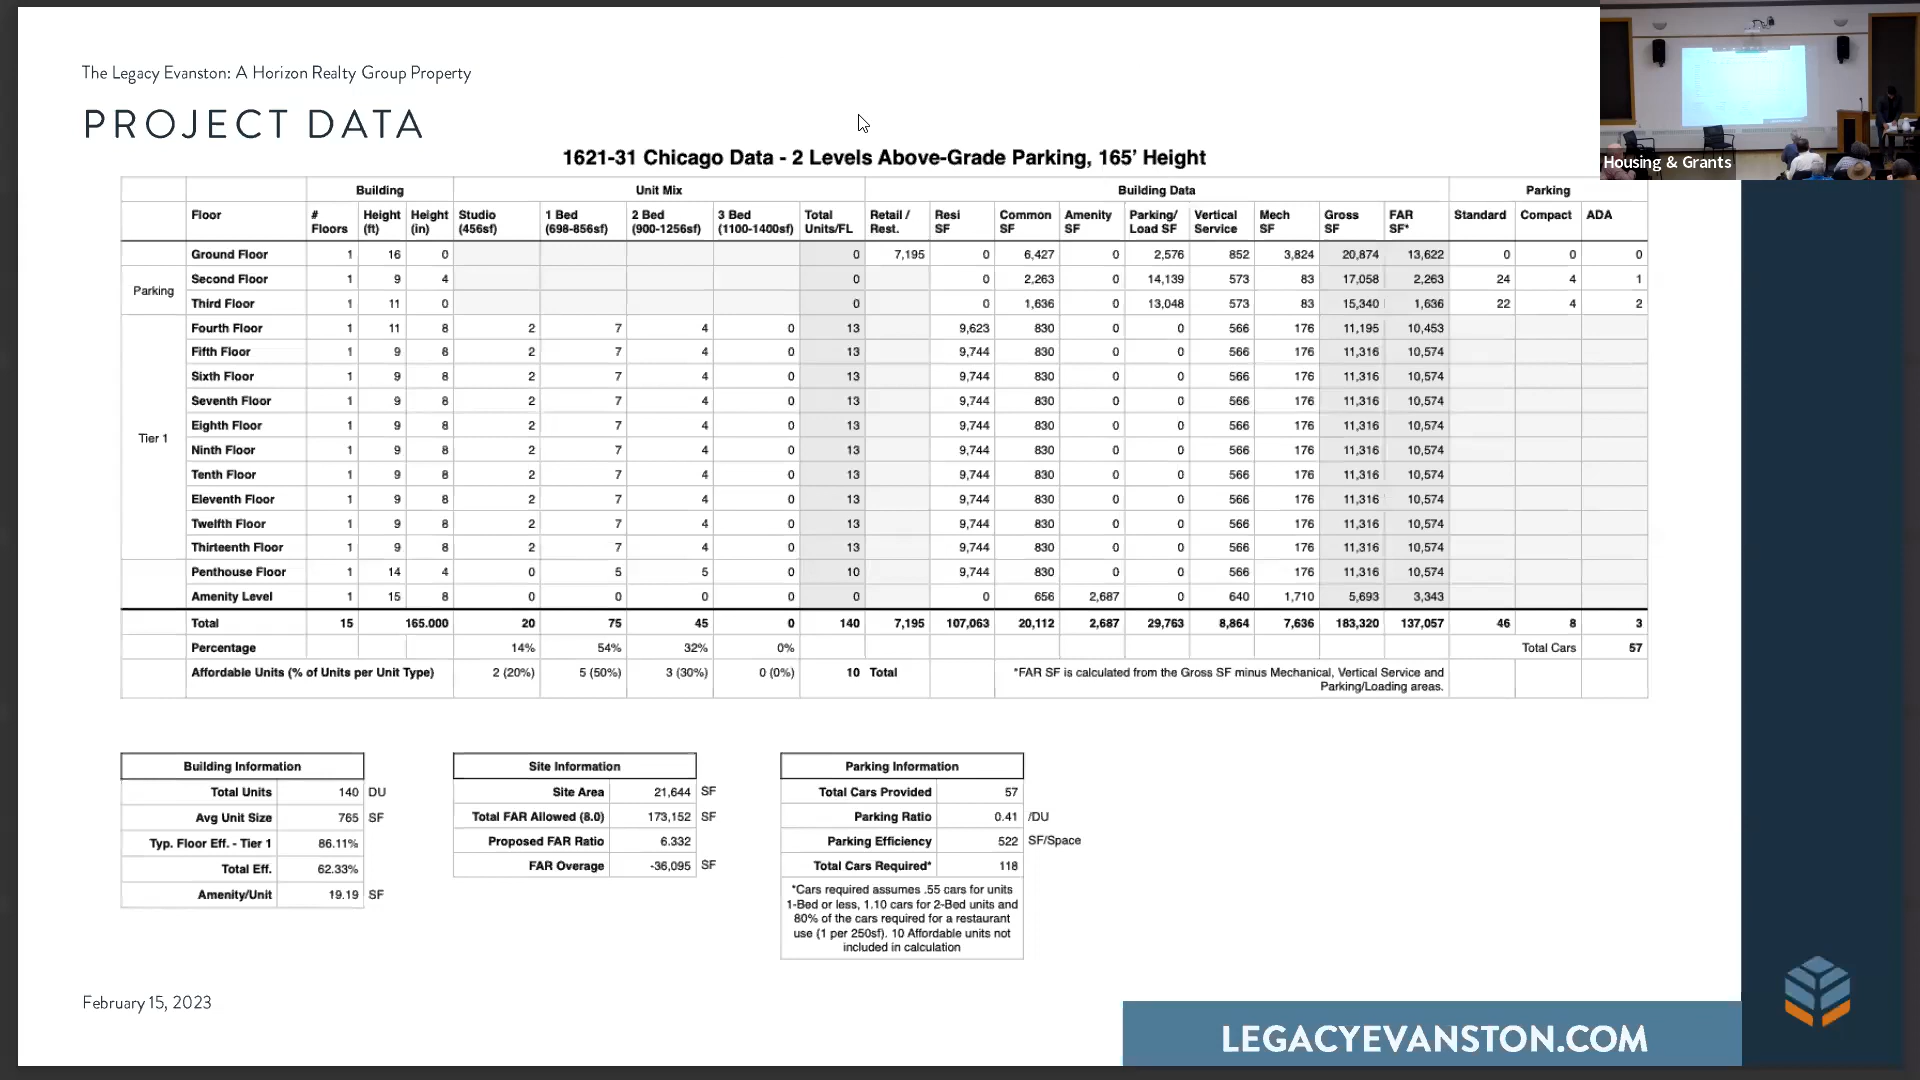 The Legacy Evanston: A Horizon Realty Group Property
PROJECT DATA
Housing & Grants
1621-31 Chicago Data - 2 Levels Above-Grade Parking, 165' Height
Building Unit Mix Building Data Parking
Floor # Floors Height (ft) Height (in) Studio (456sf) 1 Bed (698-856sf) 2 Bed (900-1256sf) 3 Bed (1100-1400sf) Total Units/FL Retail / Rest. Resi SF Common SF Amenity SF Parking/ Load SF Vertical Service Mech SF Gross SF FAR SF* Standard Compact ADA
Ground Floor 1 16 0 0 7,195 0 6,427 0 2,576 852 3,824 20,874 13,622 0 0 0
Parking
Second Floor 1 9 4 0 0 2,263 0 14,139 573 83 17,058 2,263 24 4 1
Third Floor 1 11 0 0 0 1,636 0 13,048 573 83 15,340 1,636 22 4 2
Tier 1
Fourth Floor 1 11 8 2 7 4 0 13 9,623 830 0 0 566 176 11,195 10,453
Fifth Floor 1 9 8 2 7 4 0 13 9,744 830 0 0 566 176 11,316 10,574
Sixth Floor 1 9 8 2 7 4 0 13 9,744 830 0 0 566 176 11,316 10,574
Seventh Floor 1 9 8 2 7 4 0 13 9,744 830 0 0 566 176 11,316 10,574
Eighth Floor 1 9 8 2 7 4 0 13 9,744 830 0 0 566 176 11,316 10,574
Ninth Floor 1 9 8 2 7 4 0 13 9,744 830 0 0 566 176 11,316 10,574
Tenth Floor 1 9 8 2 7 4 0 13 9,744 830 0 0 566 176 11,316 10,574
Eleventh Floor 1 9 8 2 7 4 0 13 9,744 830 0 0 566 176 11,316 10,574
Twelfth Floor 1 9 8 2 7 4 0 13 9,744 830 0 0 566 176 11,316 10,574
Thirteenth Floor 1 9 8 2 7 4 0 13 9,744 830 0 0 566 176 11,316 10,574
Penthouse Floor 1 14 4 0 5 5 0 10 9,744 830 0 0 566 176 11,316 10,574
Amenity Level 1 15 8 0 0 0 0 0 0 656 2,687 0 640 1,710 5,693 3,343
Total 15 165.000 20 75 45 0 140 7,195 107,063 20,112 2,687 29,763 8,864 7,636 183,320 137,057 46 8 3
Percentage 14% 54% 32% 0% Total Cars 57
Affordable Units (% of Units per Unit Type) 2 (20%) 5 (50%) 3 (30%) 0 (0%) 10 Total *FAR SF is calculated from the Gross SF minus Mechanical, Vertical Service and
Parking/Loading areas.
Building Information
Total Units 140 DU
Avg Unit Size 765 SF
Typ. Floor Eff. - Tier 1 86.11%
Total Eff. 62.33%
Amenity/Unit 19.19 SF
Site Information
Site Area 21,644 SF
Total FAR Allowed (8.0) 173,152 SF
Proposed FAR Ratio 6.332
FAR Overage -36,095 SF
Parking Information
Total Cars Provided 57
Parking Ratio 0.41 /DU
Parking Efficiency 522 SF/Space
Total Cars Required* 118
*Cars required assumes .55 cars for units
1-Bed or less, 1.10 cars for 2-Bed units and
80% of the cars required for a restaurant
use (1 per 250sf). 10 Affordable units not
included in calculation
February 15, 2023
LEGACYEVANSTON.COM